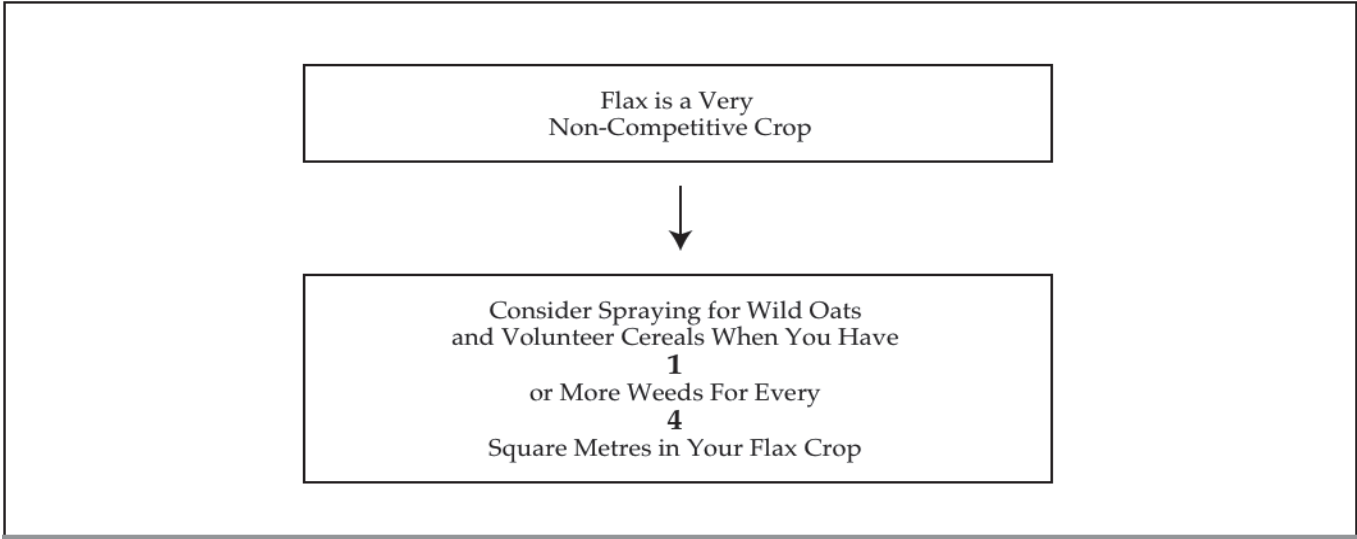 Flax is a Very
Non-Competitive Crop
Consider Spraying for Wild Oats
and Volunteer Cereals When You Have
1
or More Weeds For Every
4
Square Metres in Your Flax Crop